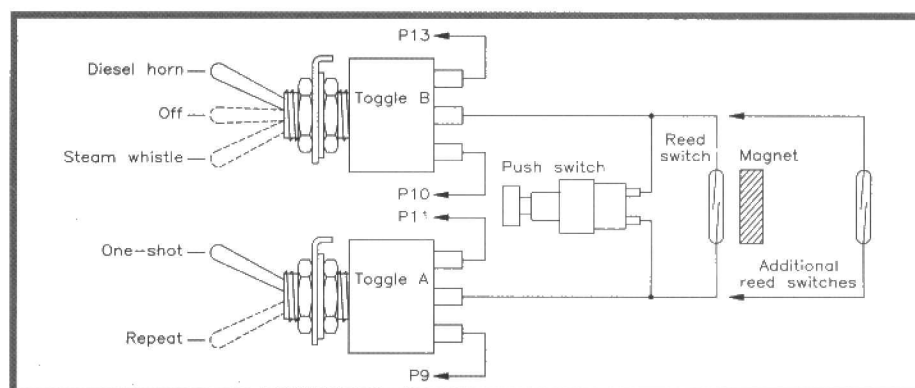 P13
Diesel horn
Toggle B
Off
Steam whistle
P10
Push switch
Reed
switch
Magnet
P11
One-shot
Toggle A
Additional
reed switches
Repeat
P9